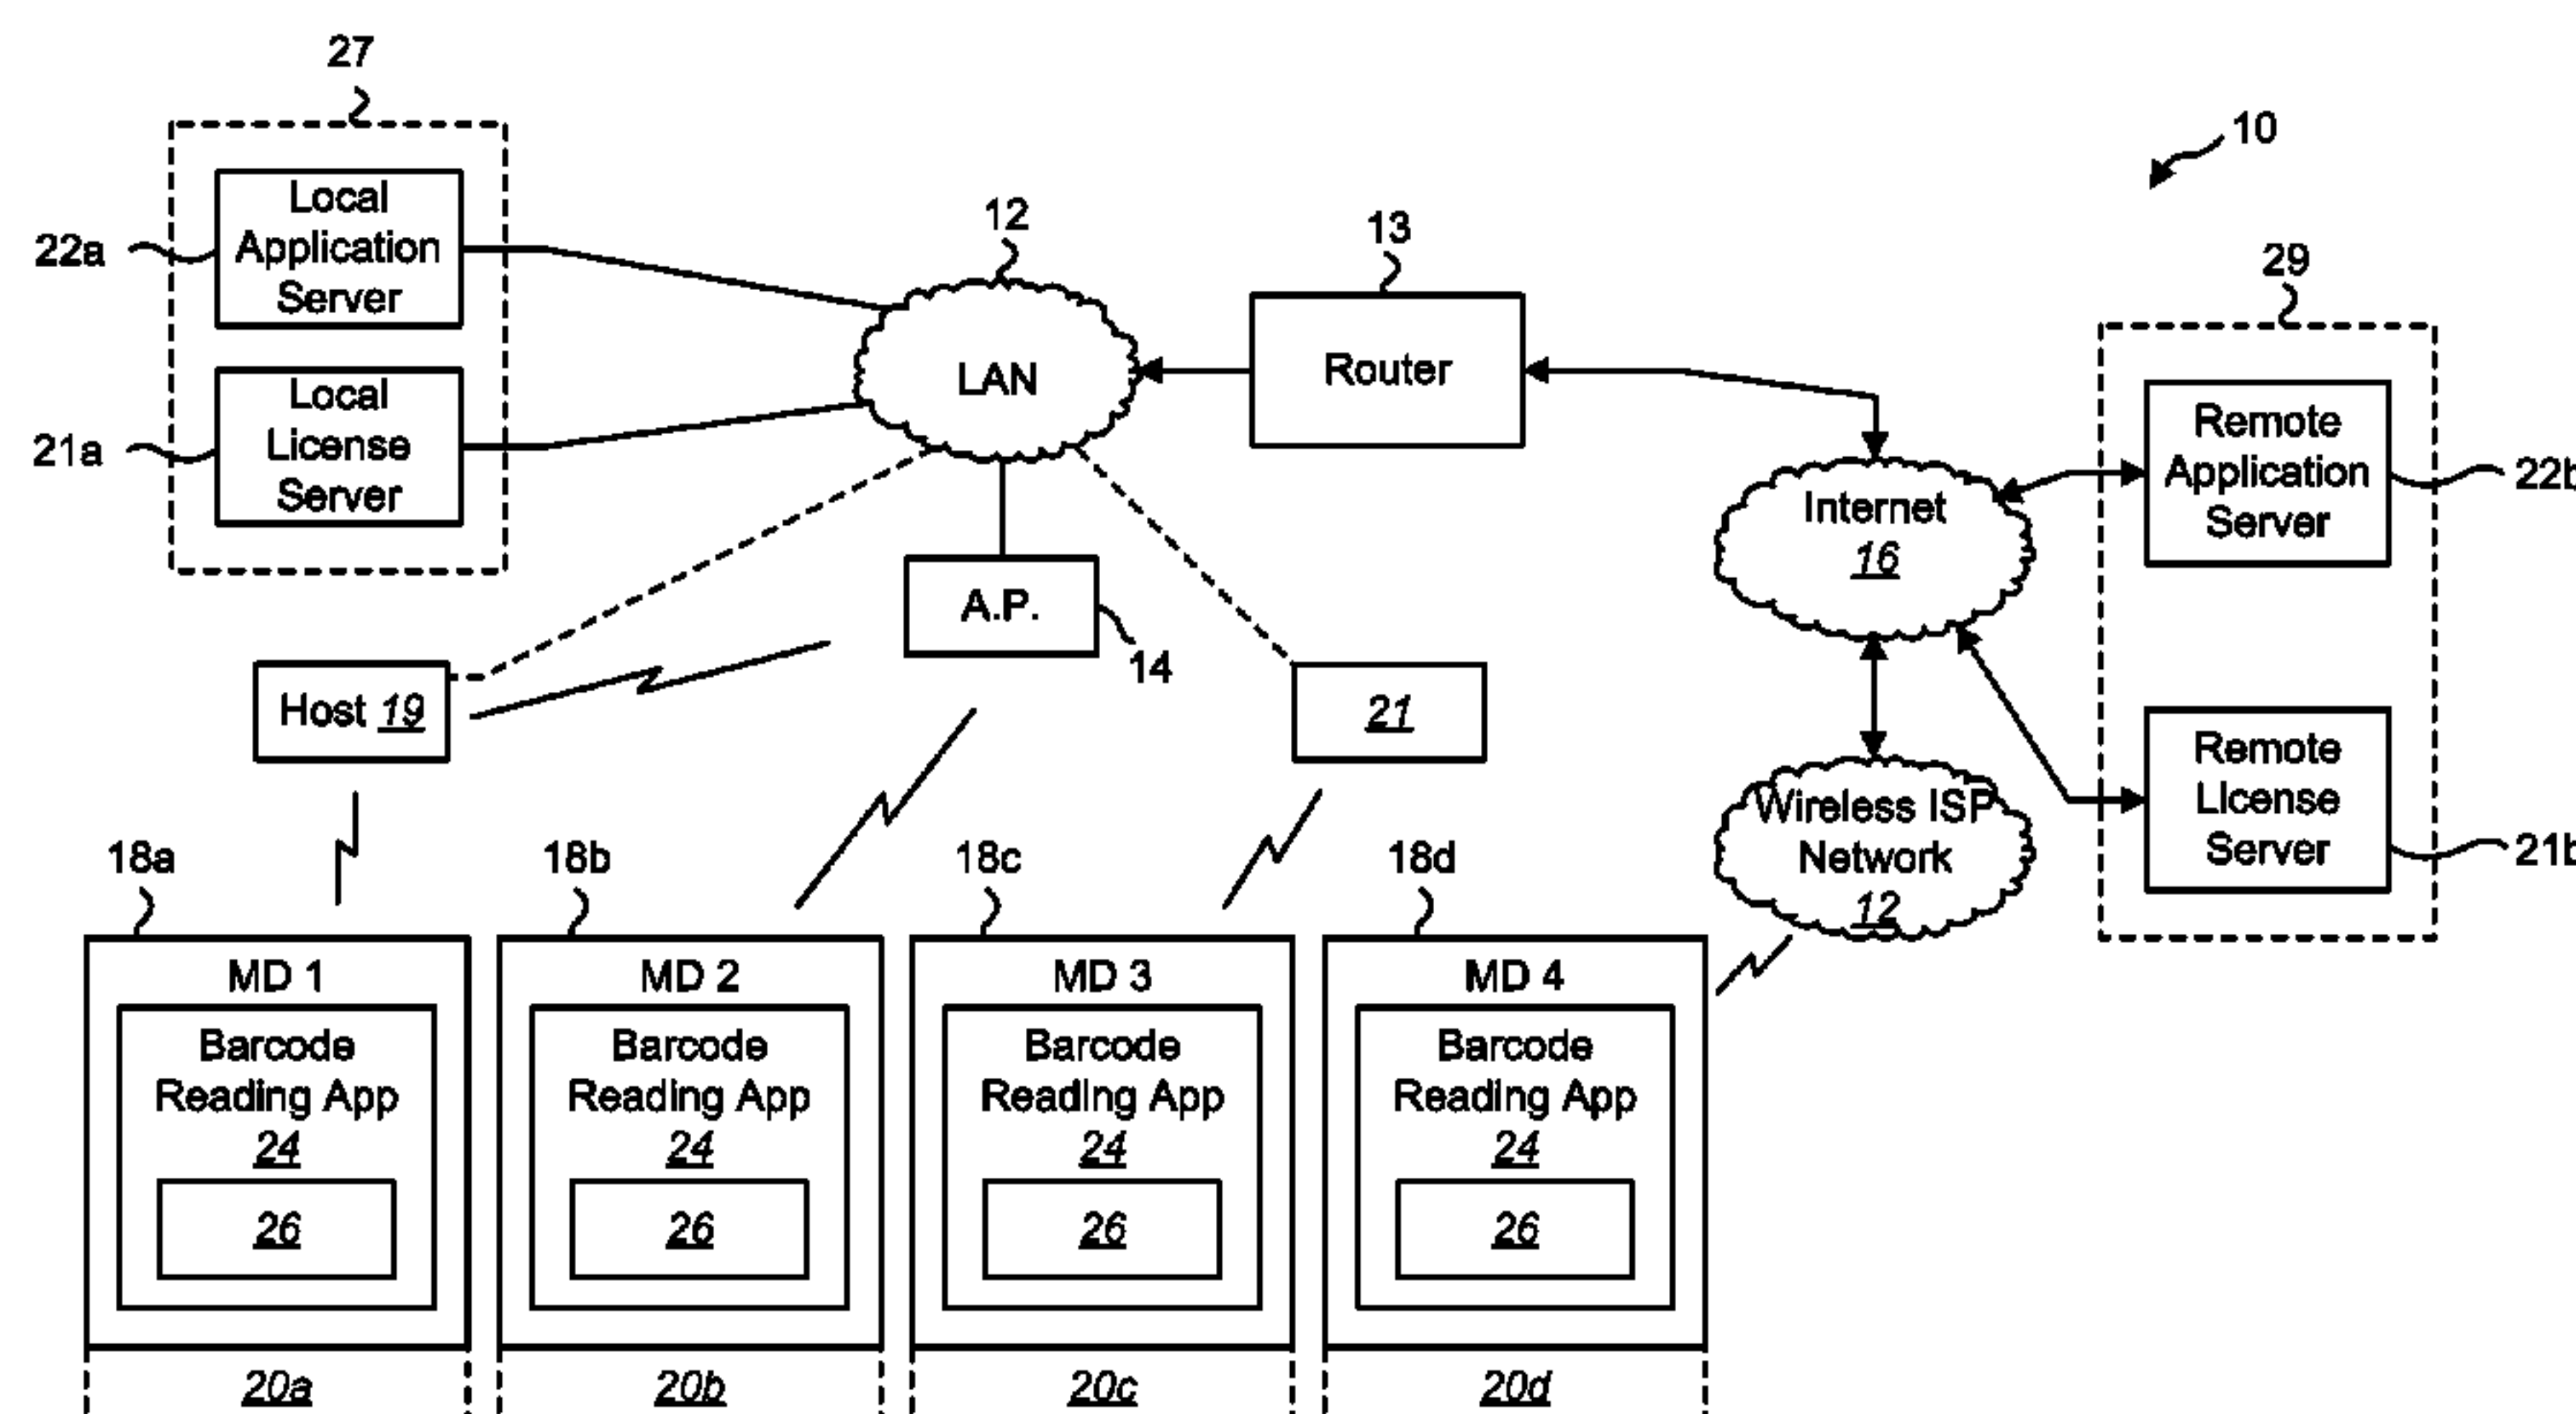 27
10
Local
Application
Server
22a
12
13
29
LAN
Router
Local
License
Server
21a
Remote
Application
Server
22b
Internet
16
A.P.
14
Host 19
21
Remote
License
Server
21b
Wireless ISP
Network
12
18a
18b
18c
18d
MD 1
Barcode
Reading App
24
26
20a
MD 2
Barcode
Reading App
24
26
20b
MD 3
Barcode
Reading App
24
26
20c
MD 4
Barcode
Reading App
24
26
20d